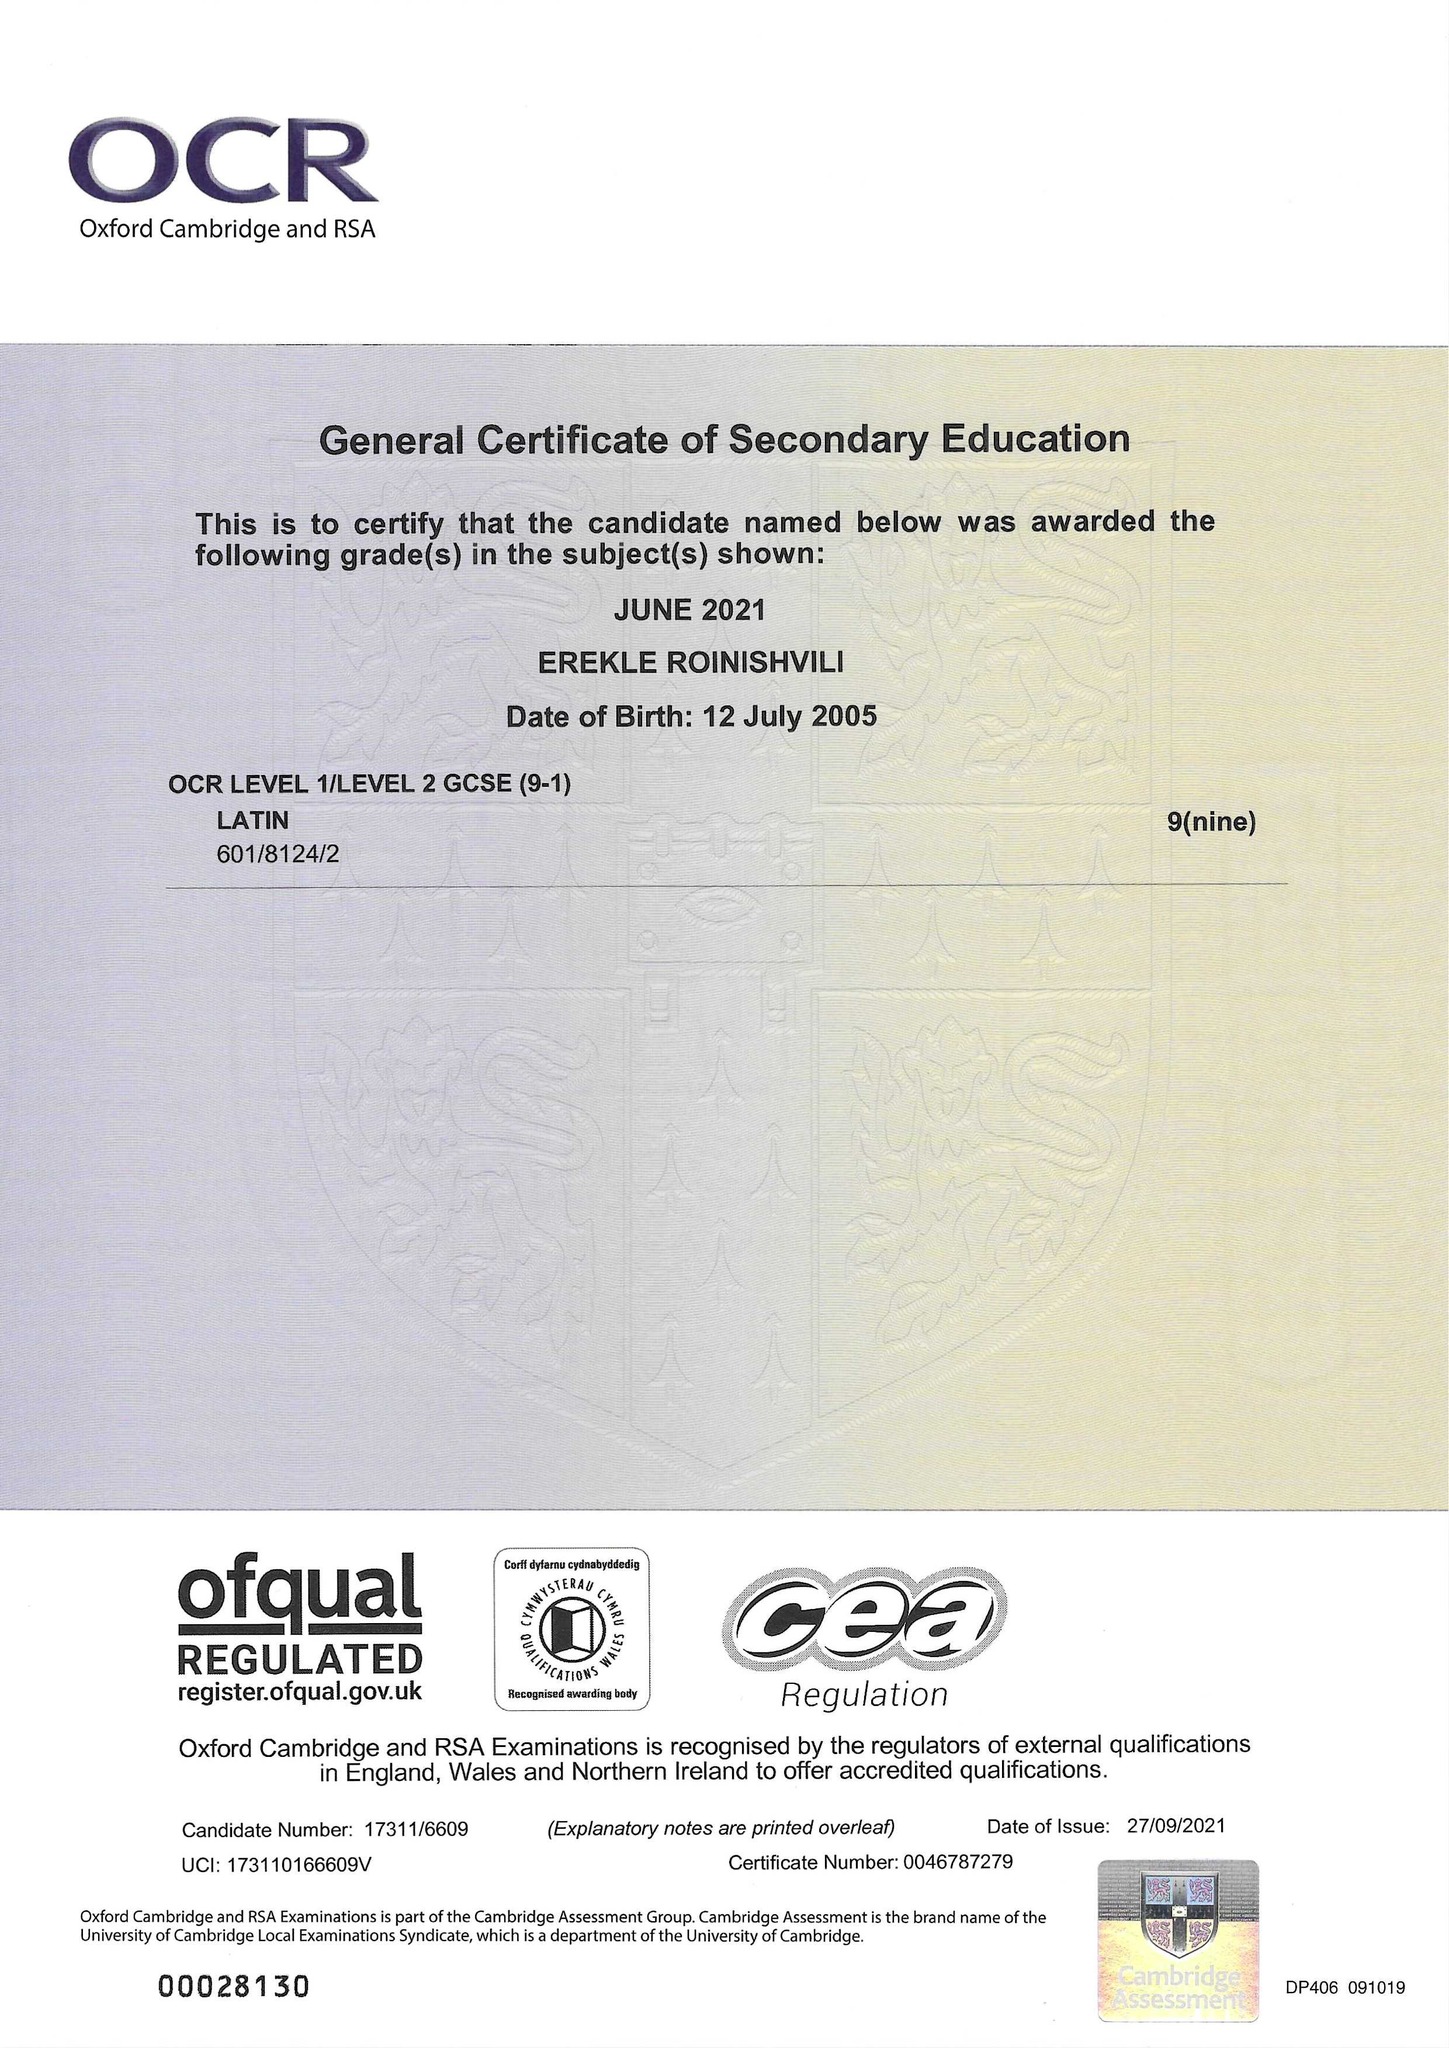 OCR
Oxford Cambridge and RSA
General Certificate of Secondary Education
This is to certify that the candidate named below was awarded the
following grade(s) in the subject(s) shown:
JUNE 2021
EREKLE ROINISHVILI
Date of Birth: 12 July 2005
OCR LEVEL 1/LEVEL 2 GCSE (9-1)
LATIN 9(nine)
601/8124/2
ofqual
REGULATED
register.ofqual.gov.uk
Corff dyfarnu cydnabyddedig
CYMWYSTERAU CYMRU
QUALIFICATIONS WALES
Recognised awarding body
cea
Regulation
Oxford Cambridge and RSA Examinations is recognised by the regulators of external qualifications
in England, Wales and Northern Ireland to offer accredited qualifications.
Candidate Number: 17311/6609 (Explanatory notes are printed overleaf) Date of Issue: 27/09/2021
UCI: 173110166609V Certificate Number: 0046787279
Oxford Cambridge and RSA Examinations is part of the Cambridge Assessment Group. Cambridge Assessment is the brand name of the
University of Cambridge Local Examinations Syndicate, which is a department of the University of Cambridge.
00028130
Cambridge
Assessment
DP406 091019